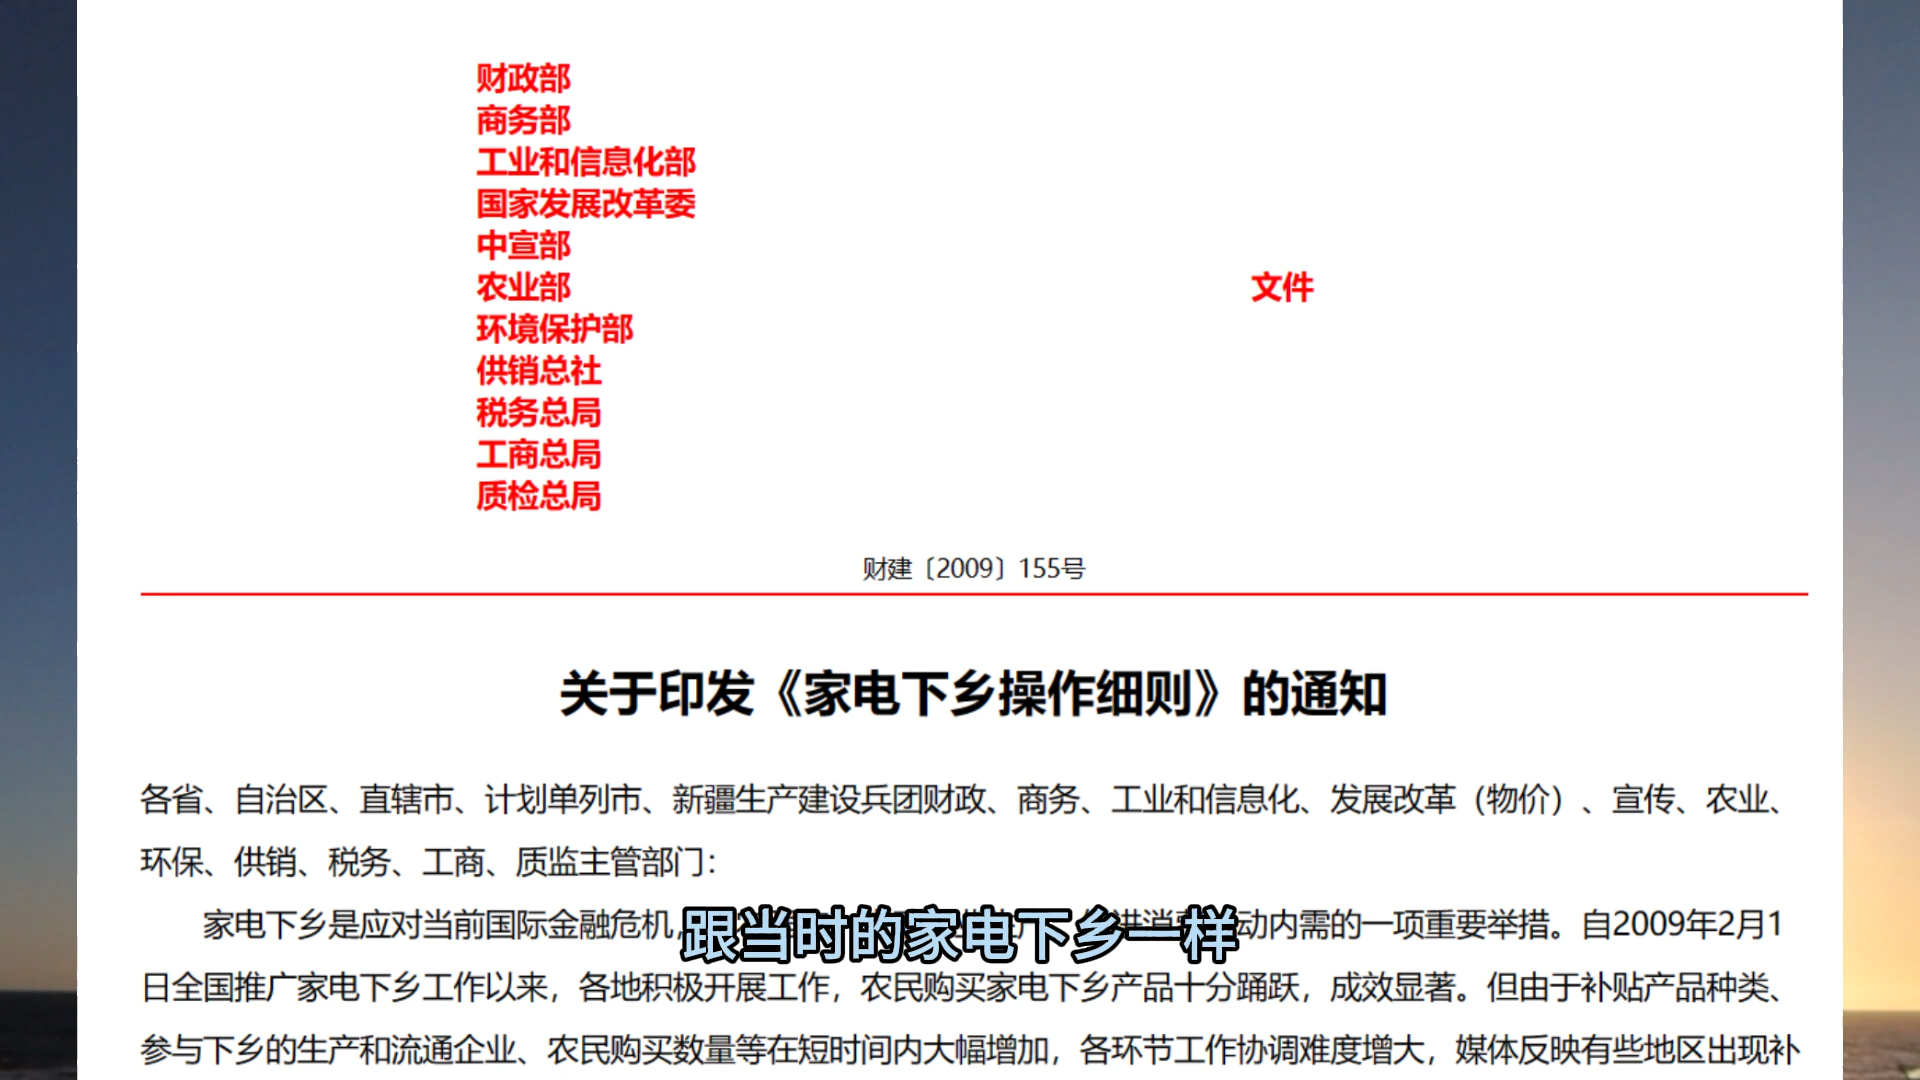 财政部
商务部
工业和信息化部
国家发展改革委
中宣部
农业部
文件
环境保护部
供销总社
税务总局
工商总局
质检总局
财建〔2009〕155号
关于印发《家电下乡操作细则》的通知
各省、自治区、直辖市、计划单列市、新疆生产建设兵团财政、商务、工业和信息化、发展改革（物价）、宣传、农业、
环保、供销、税务、工商、质监主管部门：
家电下乡是应对当前国际金融危机，动内需的一项重要举措。自2009年2月1
跟当时的家电下乡一样
日全国推广家电下乡工作以来，各地积极开展工作，农民购买家电下乡产品十分踊跃，成效显著。但由于补贴产品种类、
参与下乡的生产和流通企业、农民购买数量等在短时间内大幅增加，各环节工作协调难度增大，媒体反映有些地区出现补